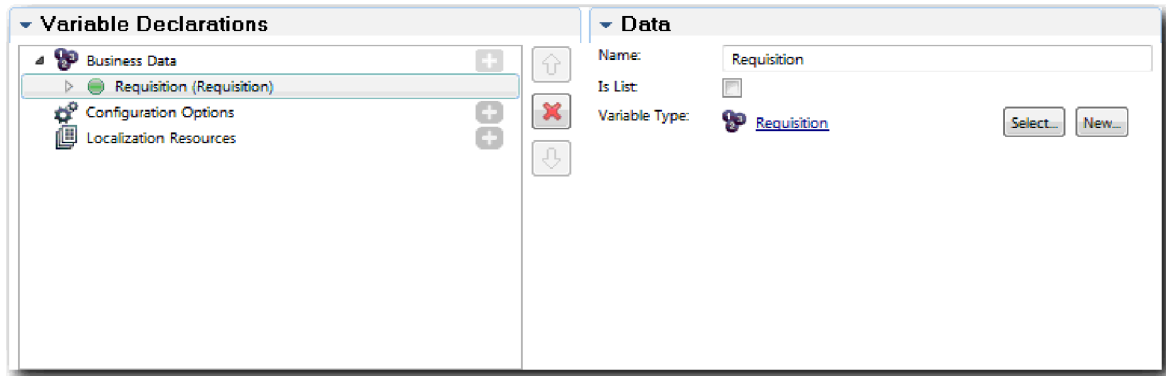 Variable Declarations
Business Data
Requisition (Requisition)
Configuration Options
Localization Resources
Data
Name: Requisition
Is List:
Variable Type: Requisition Select... New...